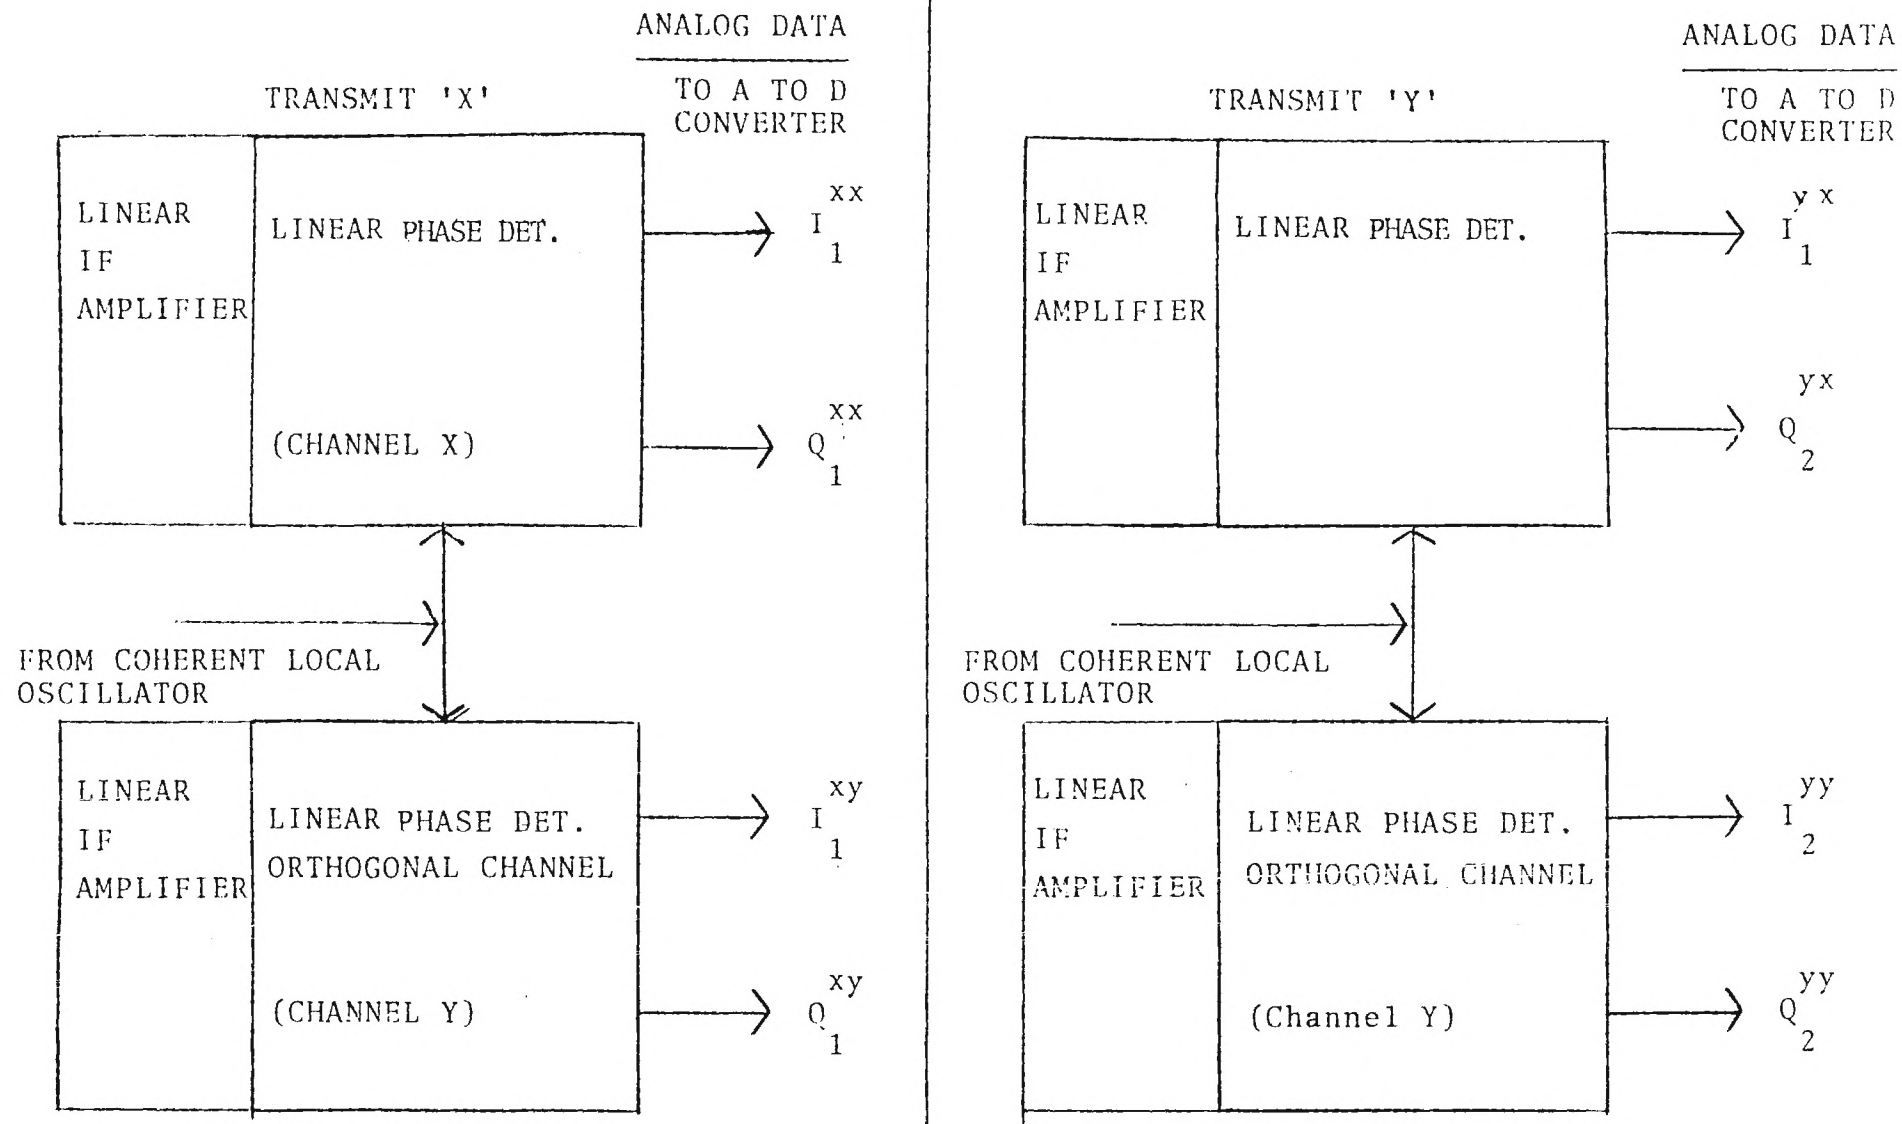 ANALOG DATA
TO A TO D
CONVERTER
TRANSMIT 'X'
LINEAR
IF
AMPLIFIER
LINEAR PHASE DET.
(CHANNEL X)
I xx 1
Q xx 1
FROM COHERENT LOCAL
OSCILLATOR
LINEAR
IF
AMPLIFIER
LINEAR PHASE DET.
ORTHOGONAL CHANNEL
(CHANNEL Y)
I xy 1
Q xy 1
ANALOG DATA
TO A TO D
CONVERTER
TRANSMIT 'Y'
LINEAR
IF
AMPLIFIER
LINEAR PHASE DET.
I yx 1
Q yx 2
FROM COHERENT LOCAL
OSCILLATOR
LINEAR
IF
AMPLIFIER
LINEAR PHASE DET.
ORTHOGONAL CHANNEL
(Channel Y)
I yy 2
Q yy 2